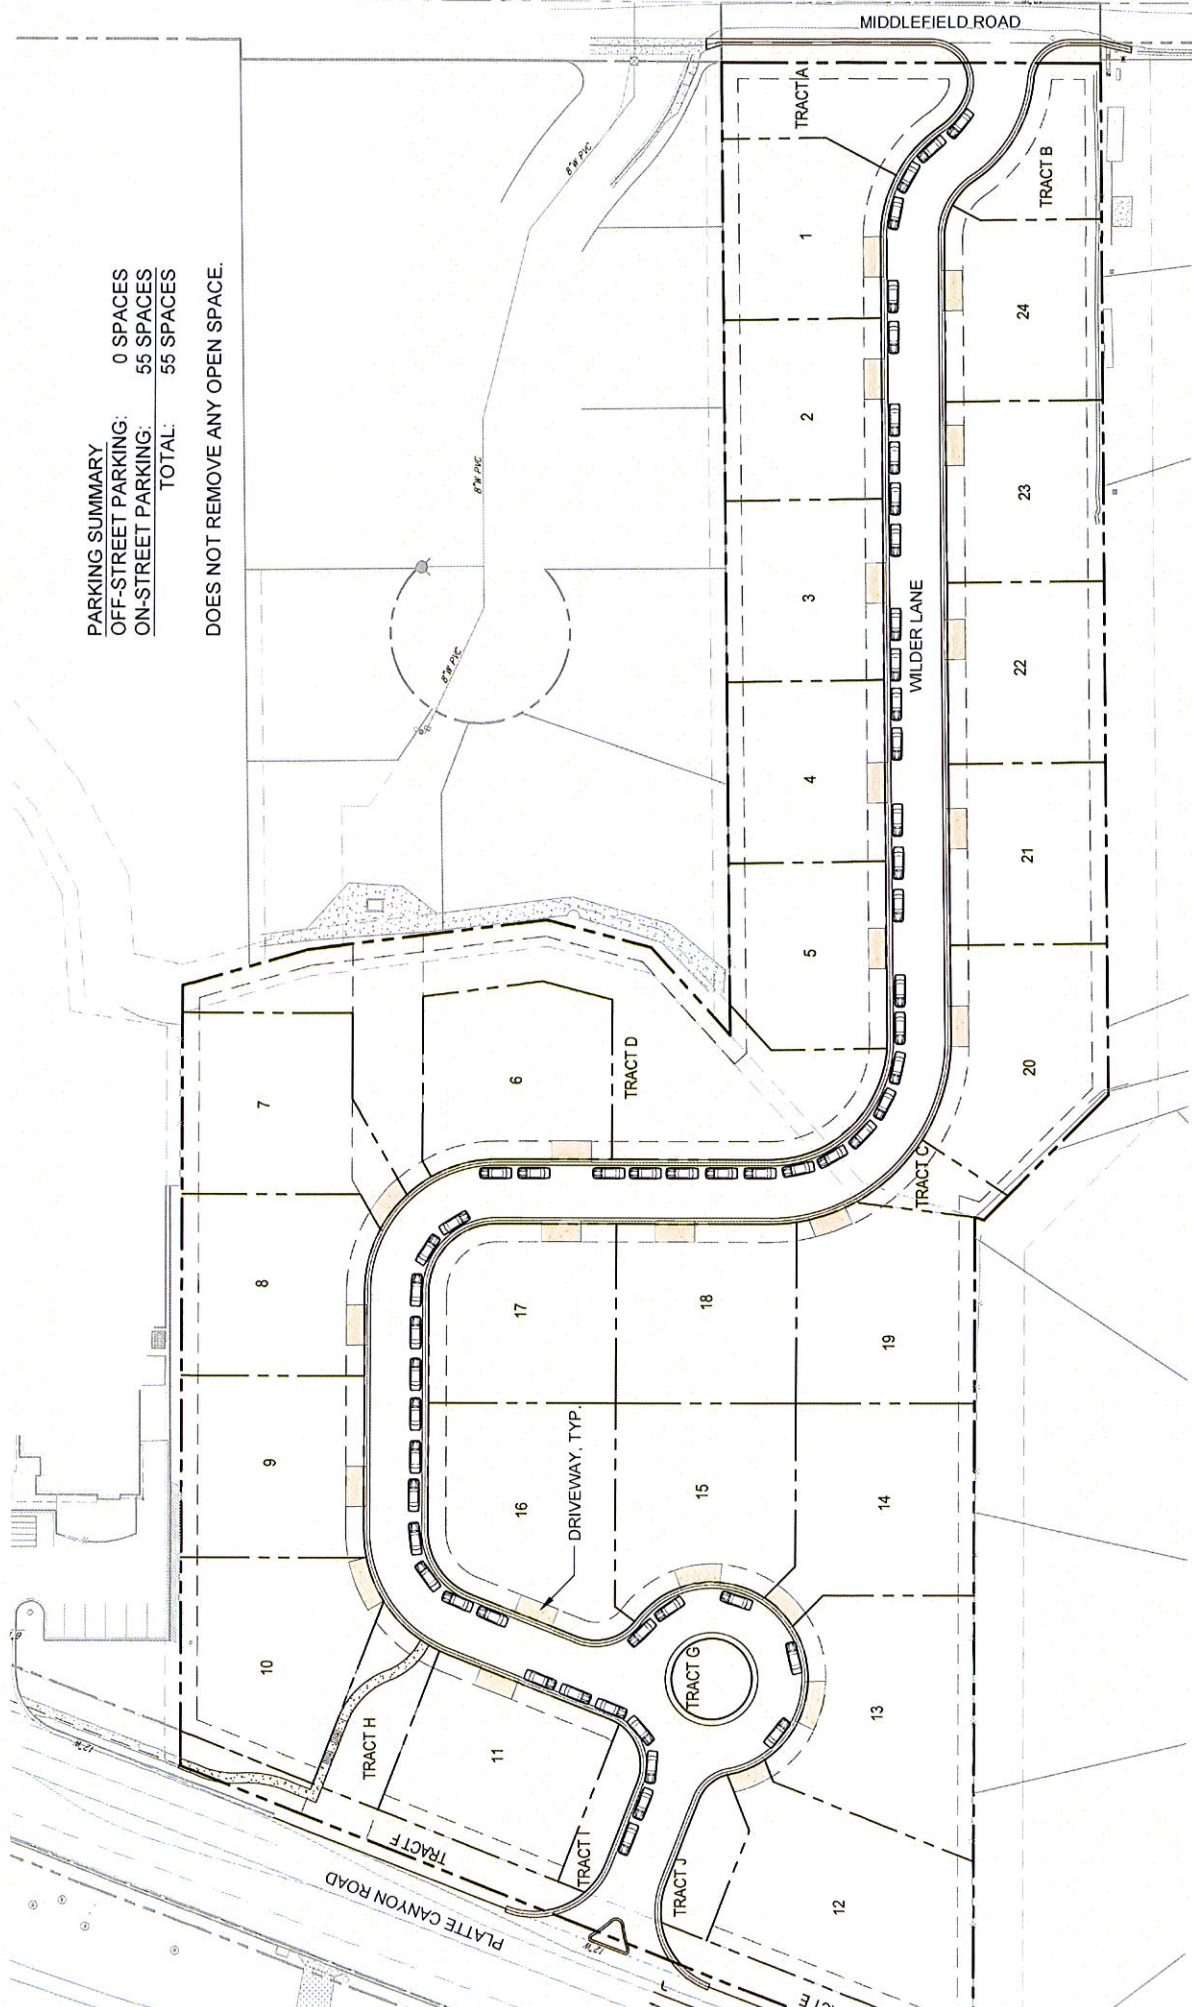 PARKING SUMMARY
OFF-STREET PARKING: 0 SPACES
ON-STREET PARKING: 55 SPACES
TOTAL: 55 SPACES
DOES NOT REMOVE ANY OPEN SPACE.
MIDDLEFIELD ROAD
TRACT A
TRACT B
8"W PVC
8"W PVC
8"W PVC
1
2
3
4
5
24
23
22
21
20
WILDER LANE
TRACT C
TRACT D
6
7
8
9
10
17
18
19
16
15
14
DRIVEWAY, TYP.
TRACT G
13
12
11
TRACT H
TRACT F
TRACT I
TRACT J
PLATTE CANYON ROAD
12"W
12"W